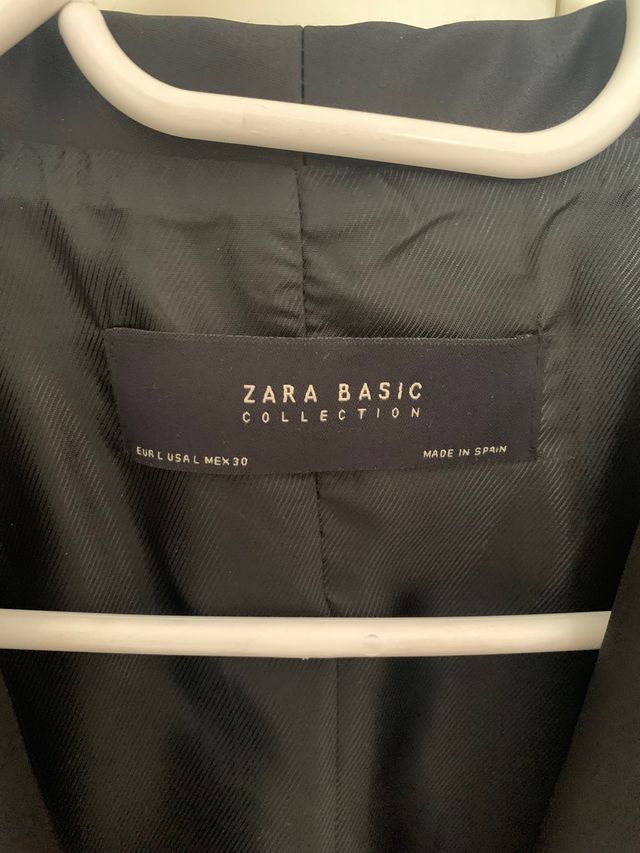 ZARA BASIC
COLLECTION
EUR L USA L MEX 30
MADE IN SPAIN